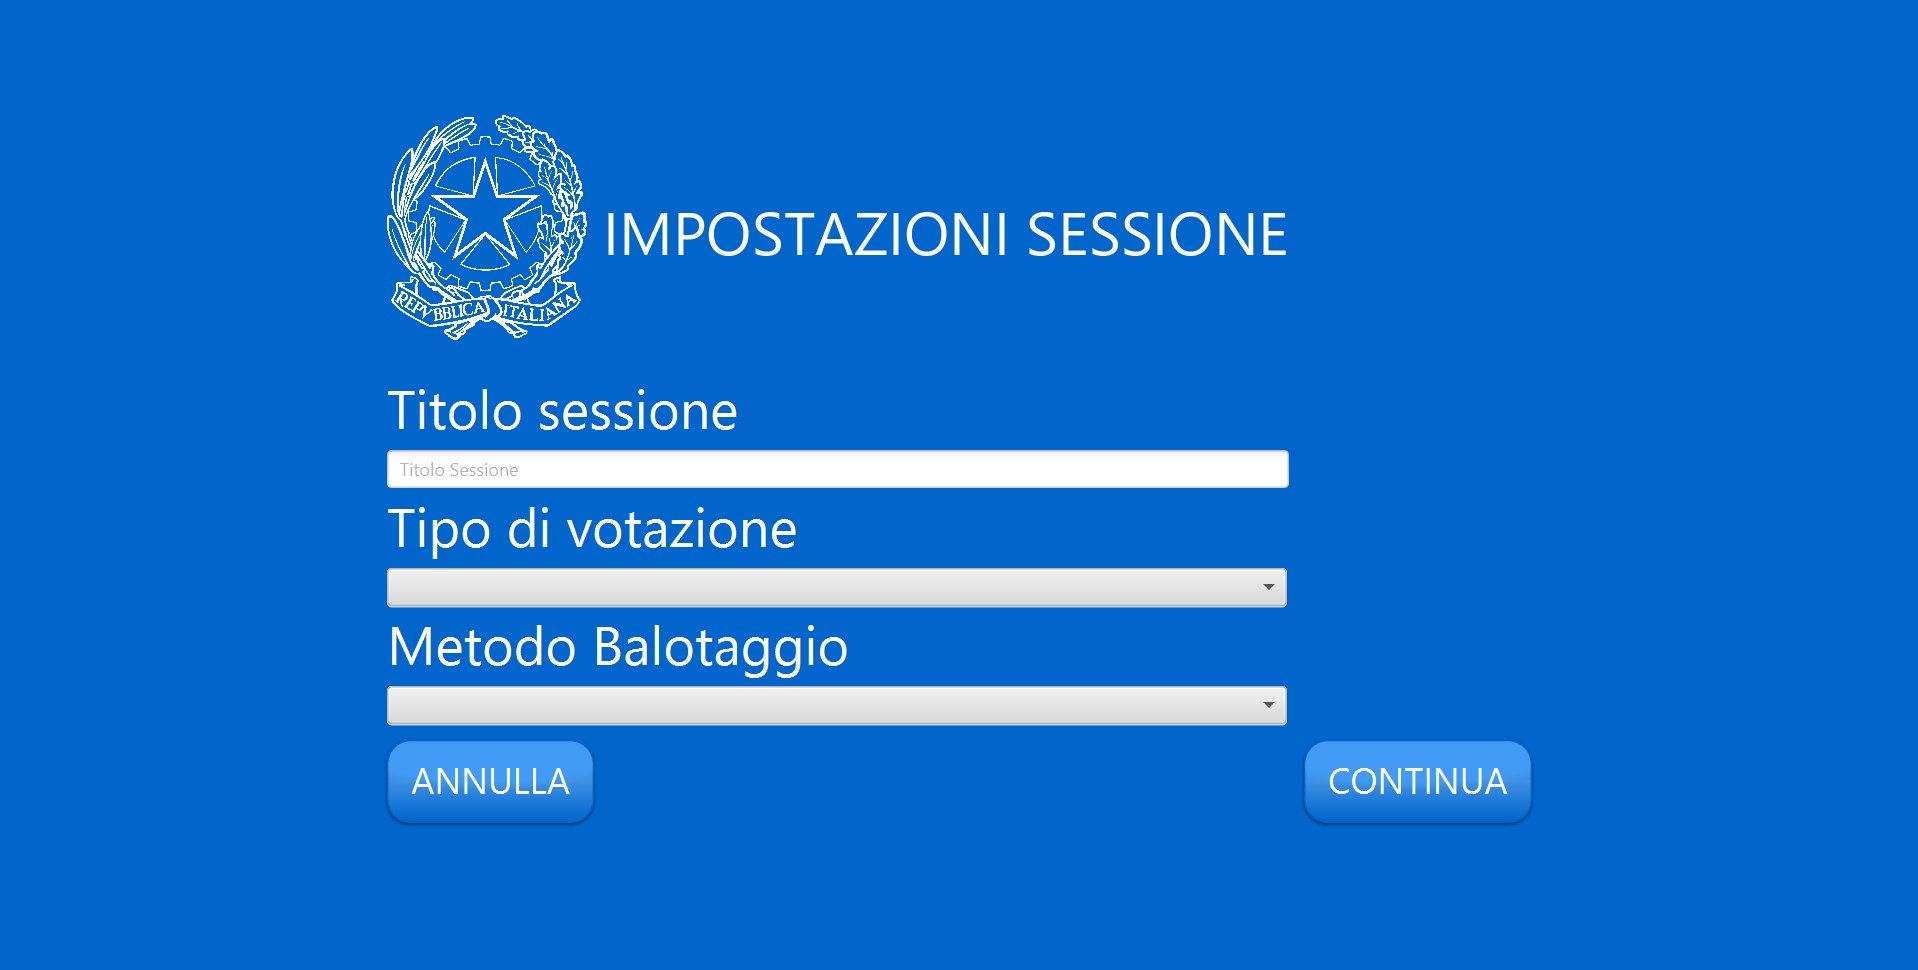 IMPOSTAZIONI SESSIONE
REPVBBLICA ITALIANA
Titolo sessione
Titolo Sessione
Tipo di votazione
Metodo Balotaggio
ANNULLA
CONTINUA